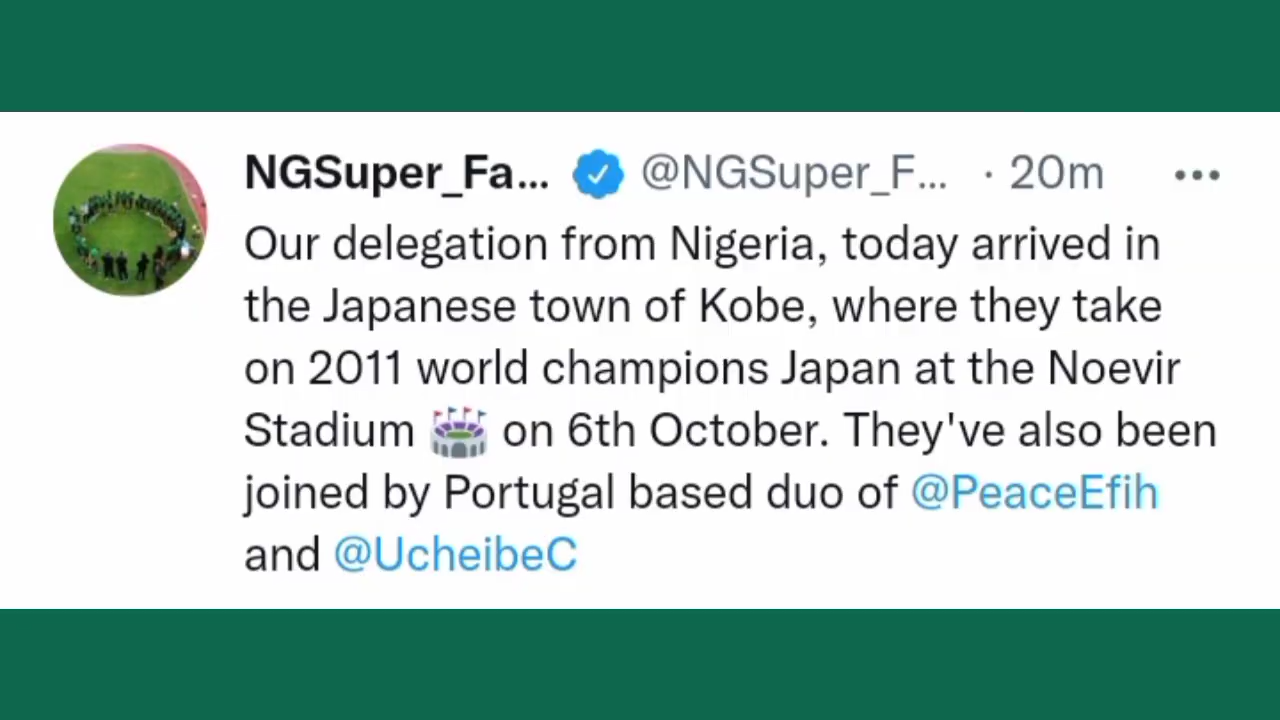 NGSuper_Fa... @NGSuper_F... · 20m
Our delegation from Nigeria, today arrived in
the Japanese town of Kobe, where they take
on 2011 world champions Japan at the Noevir
Stadium 🏟️ on 6th October. They've also been
joined by Portugal based duo of @PeaceEfih
and @UcheibeC